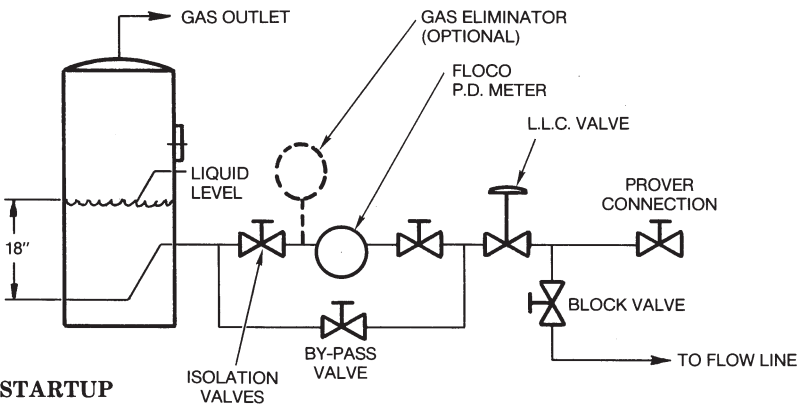 GAS OUTLET
GAS ELIMINATOR
(OPTIONAL)
FLOCO
P.D. METER
L.L.C. VALVE
LIQUID
LEVEL
PROVER
CONNECTION
18"
BLOCK VALVE
BY-PASS
VALVE
TO FLOW LINE
ISOLATION
VALVES
STARTUP